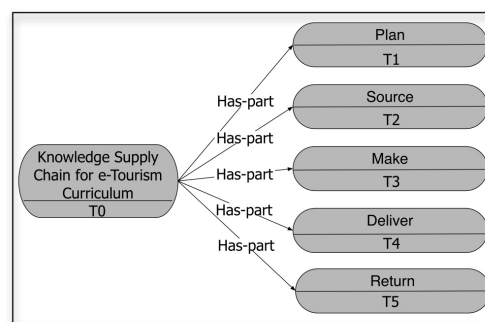 Plan
T1
Has-part
Source
T2
Has-part
Knowledge Supply
Chain for e-Tourism
Curriculum
T0
Has-part
Make
T3
Has-part
Deliver
T4
Has-part
Return
T5